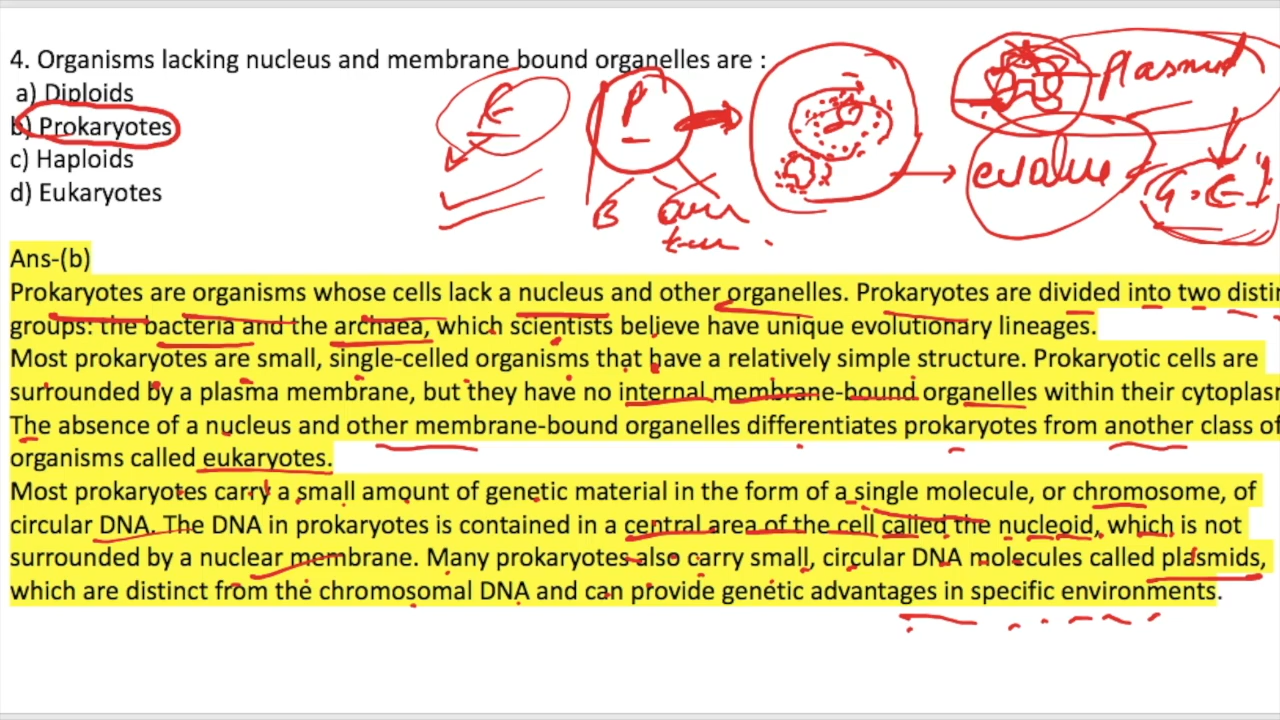 4. Organisms lacking nucleus and membrane bound organelles are :
a) Diploids
b) Prokaryotes
c) Haploids
d) Eukaryotes
P
B
Plasmid
evalue
G.E
Ans-(b)
Prokaryotes are organisms whose cells lack a nucleus and other organelles. Prokaryotes are divided into two
groups: the bacteria and the archaea, which scientists believe have unique evolutionary lineages.
Most prokaryotes are small, single-celled organisms that have a relatively simple structure. Prokaryotic cells are
surrounded by a plasma membrane, but they have no internal membrane-bound organelles within their
The absence of a nucleus and other membrane-bound organelles differentiates prokaryotes from another class of
organisms called eukaryotes.
Most prokaryotes carry a small amount of genetic material in the form of a single molecule, or chromosome, of
circular DNA. The DNA in prokaryotes is contained in a central area of the cell called the nucleoid, which is not
surrounded by a nuclear membrane. Many prokaryotes also carry small, circular DNA molecules called plasmids,
which are distinct from the chromosomal DNA and can provide genetic advantages in specific environments.